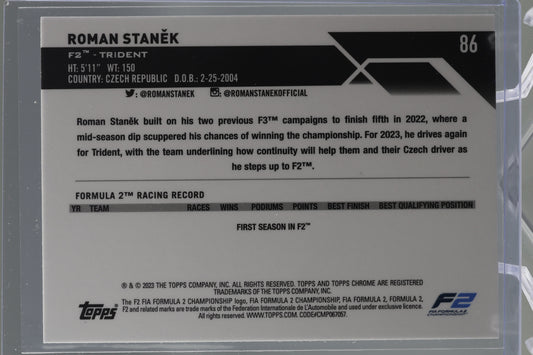 ROMAN STANĚK
86
F2™ - TRIDENT
HT: 5'11" WT: 150
COUNTRY: CZECH REPUBLIC D.O.B.: 2-25-2004
: @ROMANSTANEK : @ROMANSTANEKOFFICIAL
Roman Staněk built on his two previous F3™ campaigns to finish fifth in 2022, where a
mid-season dip scuppered his chances of winning the championship. For 2023, he drives again
for Trident, with the team underlining how continuity will help them and their Czech driver as
he steps up to F2™.
FORMULA 2™ RACING RECORD
YR TEAM RACES WINS PODIUMS POINTS BEST FINISH BEST QUALIFYING POSITION
FIRST SEASON IN F2™
® & © 2023 THE TOPPS COMPANY, INC. ALL RIGHTS RESERVED. TOPPS AND TOPPS CHROME ARE REGISTERED
TRADEMARKS OF THE TOPPS COMPANY, INC.
The F2 FIA FORMULA 2 CHAMPIONSHIP logo, FIA FORMULA 2 CHAMPIONSHIP, FIA FORMULA 2, FORMULA 2,
F2 and related marks are trade marks of the Federation Internationale de L'Automobile and used under exclusive licence.
All rights reserved. WWW.TOPPS.COM. CODE#CMP067057.
Topps
F2
FIA FORMULA 2
CHAMPIONSHIP